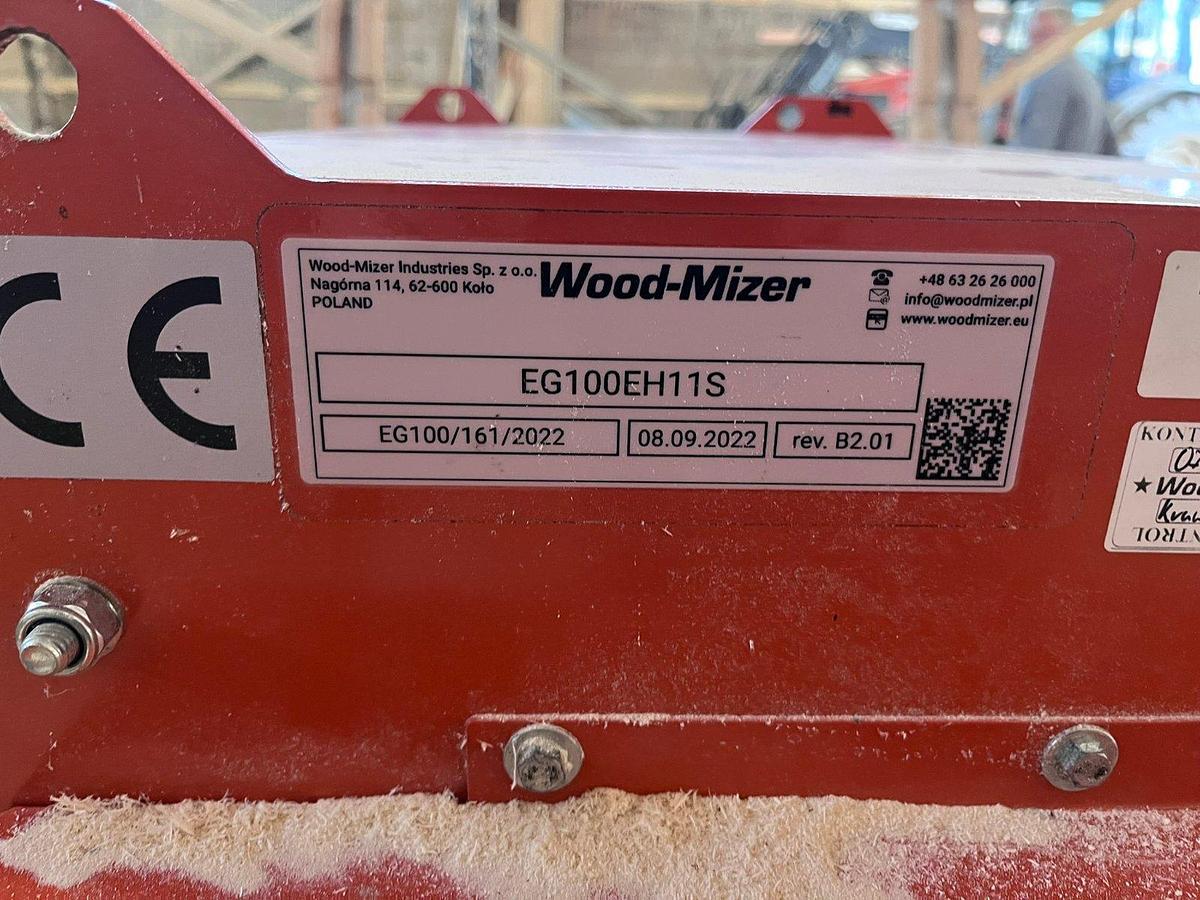 CE
Wood-Mizer Industries Sp. z o.o.
Nagórna 114, 62-600 Koło
POLAND
Wood-Mizer
+48 63 26 26 000
info@woodmizer.pl
www.woodmizer.eu
EG100EH11S
EG100/161/2022
08.09.2022
rev. B2.01